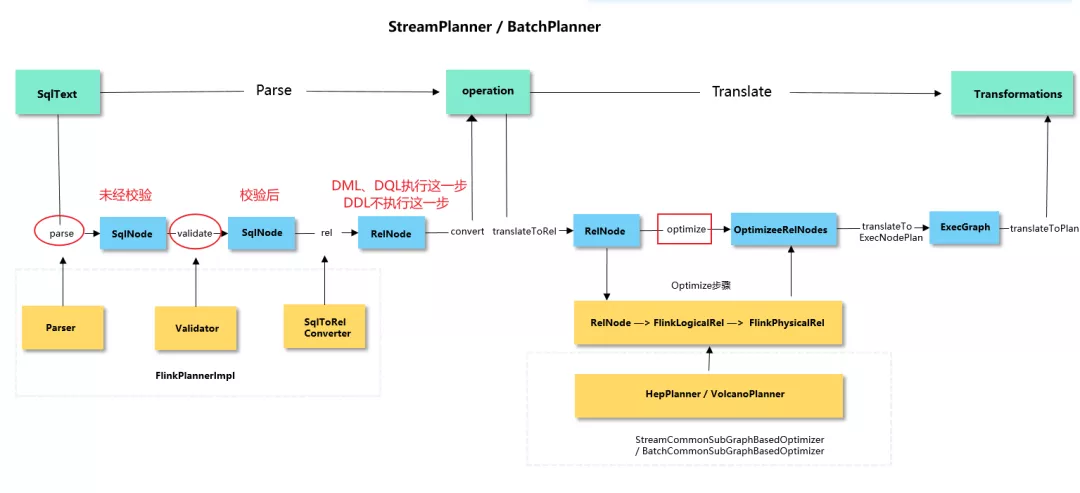 StreamPlanner / BatchPlanner
SqlText
Parse
operation
Translate
Transformations
未经校验
校验后
DML、DQL执行这一步
DDL不执行这一步
parse
SqlNode
validate
SqlNode
rel
RelNode
convert
translateToRel
RelNode
optimize
OptimizeeRelNodes
translateTo
ExecNodePlan
ExecGraph
translateToPlan
Optimize步骤
Parser
Validator
SqlToRel
Converter
RelNode —> FlinkLogicalRel —> FlinkPhysicalRel
FlinkPlannerImpl
HepPlanner / VolcanoPlanner
StreamCommonSubGraphBasedOptimizer
/ BatchCommonSubGraphBasedOptimizer